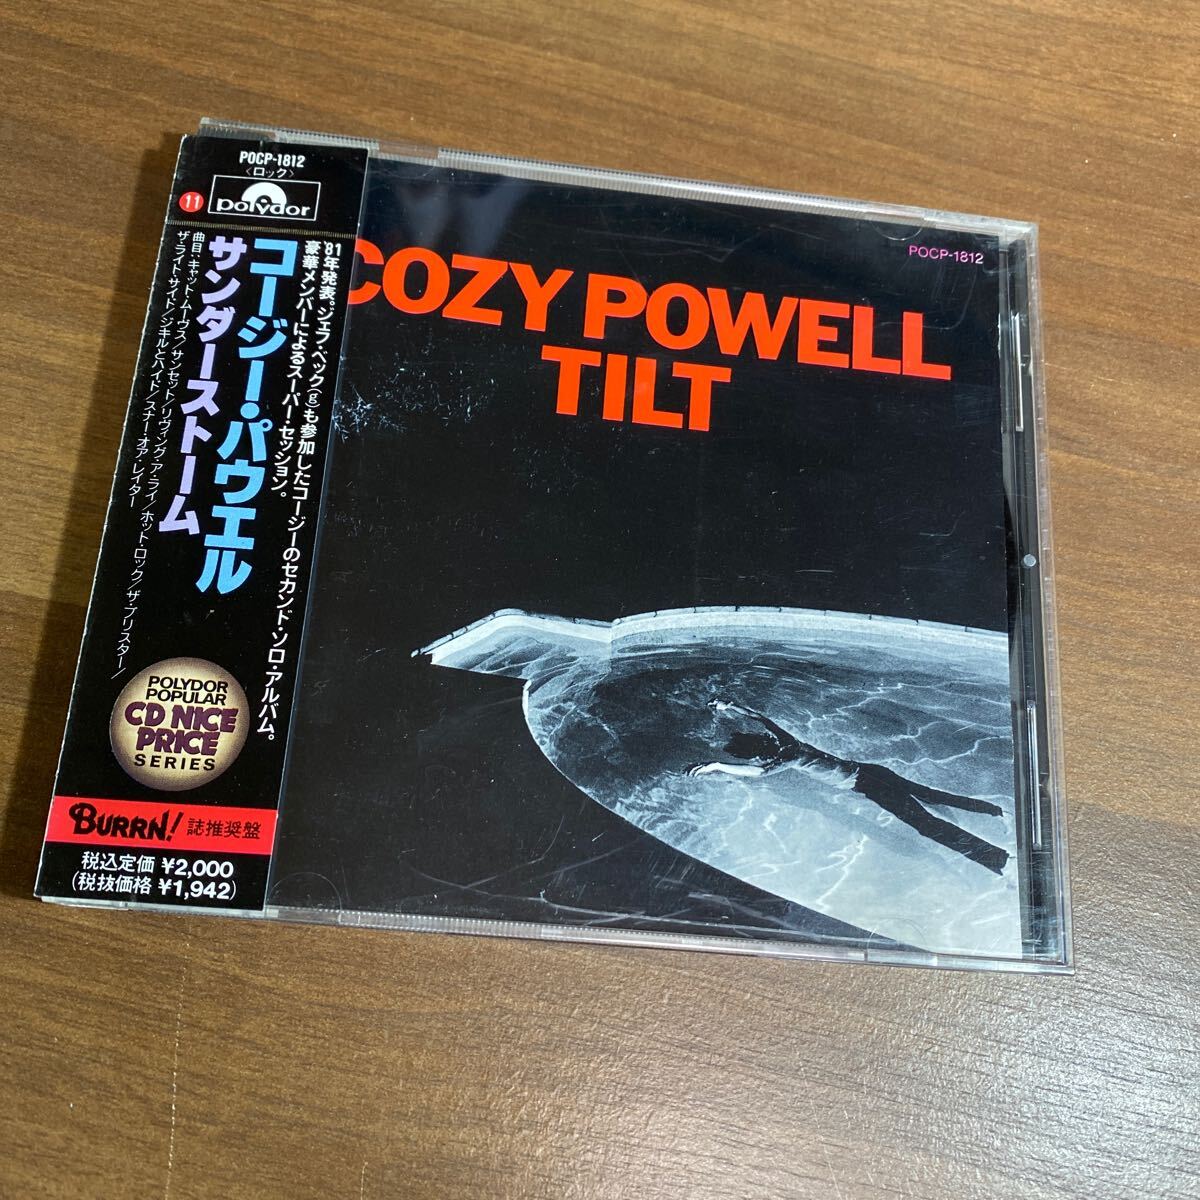 POCP-1812
〈ロック〉
11
polydor
'81年発表。ジェフ・ベック(g)も参加したコージーのセカンド・ソロ・アルバム。
豪華メンバーによるスーパー・セッション。
コージー・パウエル
サンダーストーム
曲目:キャット・ムーヴス/サンセット/リヴィング・ア・ライ/ホット・ロック/ザ・ブリスター/
ザ・ライト・サイド/ジキルとハイド/スナー・オア・レイター
POLYDOR
POPULAR
CD NICE
PRICE
SERIES
BURRN! 誌推奨盤
税込定価 ¥2,000
(税抜価格 ¥1,942)
POCP-1812
COZY POWELL
TILT